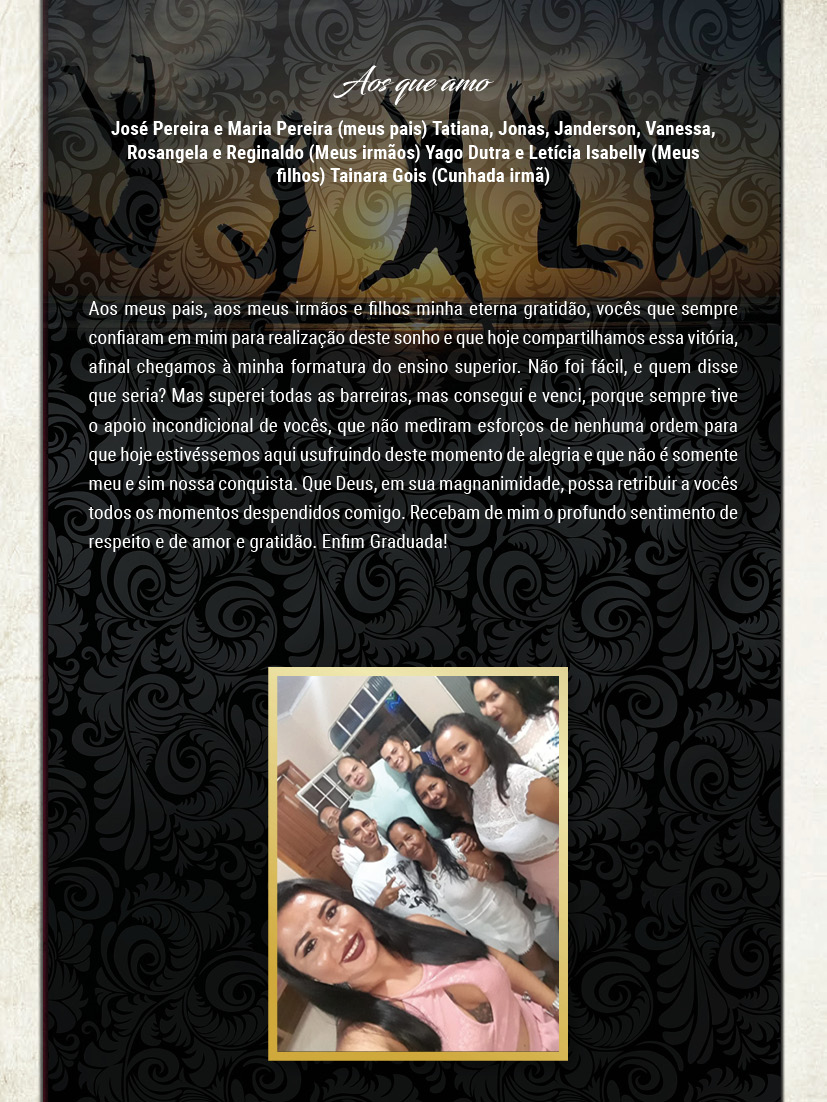 Aos que amo
José Pereira e Maria Pereira (meus pais) Tatiana, Jonas, Janderson, Vanessa,
Rosangela e Reginaldo (Meus irmãos) Yago Dutra e Letícia Isabelly (Meus
filhos) Tainara Gois (Cunhada irmã)
Aos meus pais, aos meus irmãos e filhos minha eterna gratidão, vocês que sempre
confiaram em mim para realização deste sonho e que hoje compartilhamos essa vitória,
afinal chegamos à minha formatura do ensino superior. Não foi fácil, e quem disse
que seria? Mas superei todas as barreiras, mas consegui e venci, porque sempre tive
o apoio incondicional de vocês, que não mediram esforços de nenhuma ordem para
que hoje estivéssemos aqui usufruindo deste momento de alegria e que não é somente
meu e sim nossa conquista. Que Deus, em sua magnanimidade, possa retribuir a vocês
todos os momentos despendidos comigo. Recebam de mim o profundo sentimento de
respeito e de amor e gratidão. Enfim Graduada!